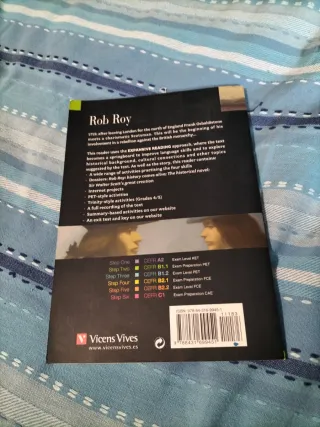 Rob Roy
1715 after leaving London for the north of England Frank Osbaldistone
meets a charismatic Scotsman. This will be the beginning of his
involvement in a rebellion against the British monarchy.
This reader uses the EXPANSIVE READING approach, where the text
becomes a springboard to improve language skills and to explore
historical background, cultural connections and other topics
suggested by the text. As well as the story, this reader contains:
- A wide range of activities practising the four skills
- Dossiers: Rob Roy: history comes alive; The historical novel:
Sir Walter Scott's great creation
- Internet projects
- PET-style activities
- Trinity-style activities (Grades 4/5)
- A full recording of the text
- Summary-based activities on our website
- An exit test and key on our website
Step One CEFR A2 Exam Level KET
Step Two CEFR B1.1 Exam Preparation PET
Step Three CEFR B1.2 Exam Level PET
Step Four CEFR B2.1 Exam Preparation FCE
Step Five CEFR B2.2 Exam Level FCE
Step Six CEFR C1 Exam Preparation CAE
Vicens Vives
www.vicensvives.es